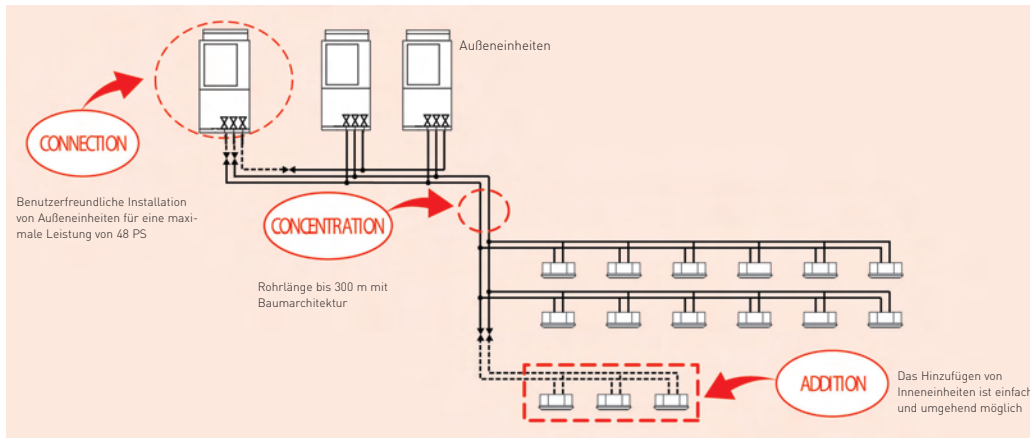 Außeneinheiten
CONNECTION
Benutzerfreundliche Installation
von Außeneinheiten für eine maxi-
male Leistung von 48 PS
CONCENTRATION
Rohrlänge bis 300 m mit
Baumarchitektur
ADDITION
Das Hinzufügen von
Inneneinheiten ist einfach
und umgehend möglich